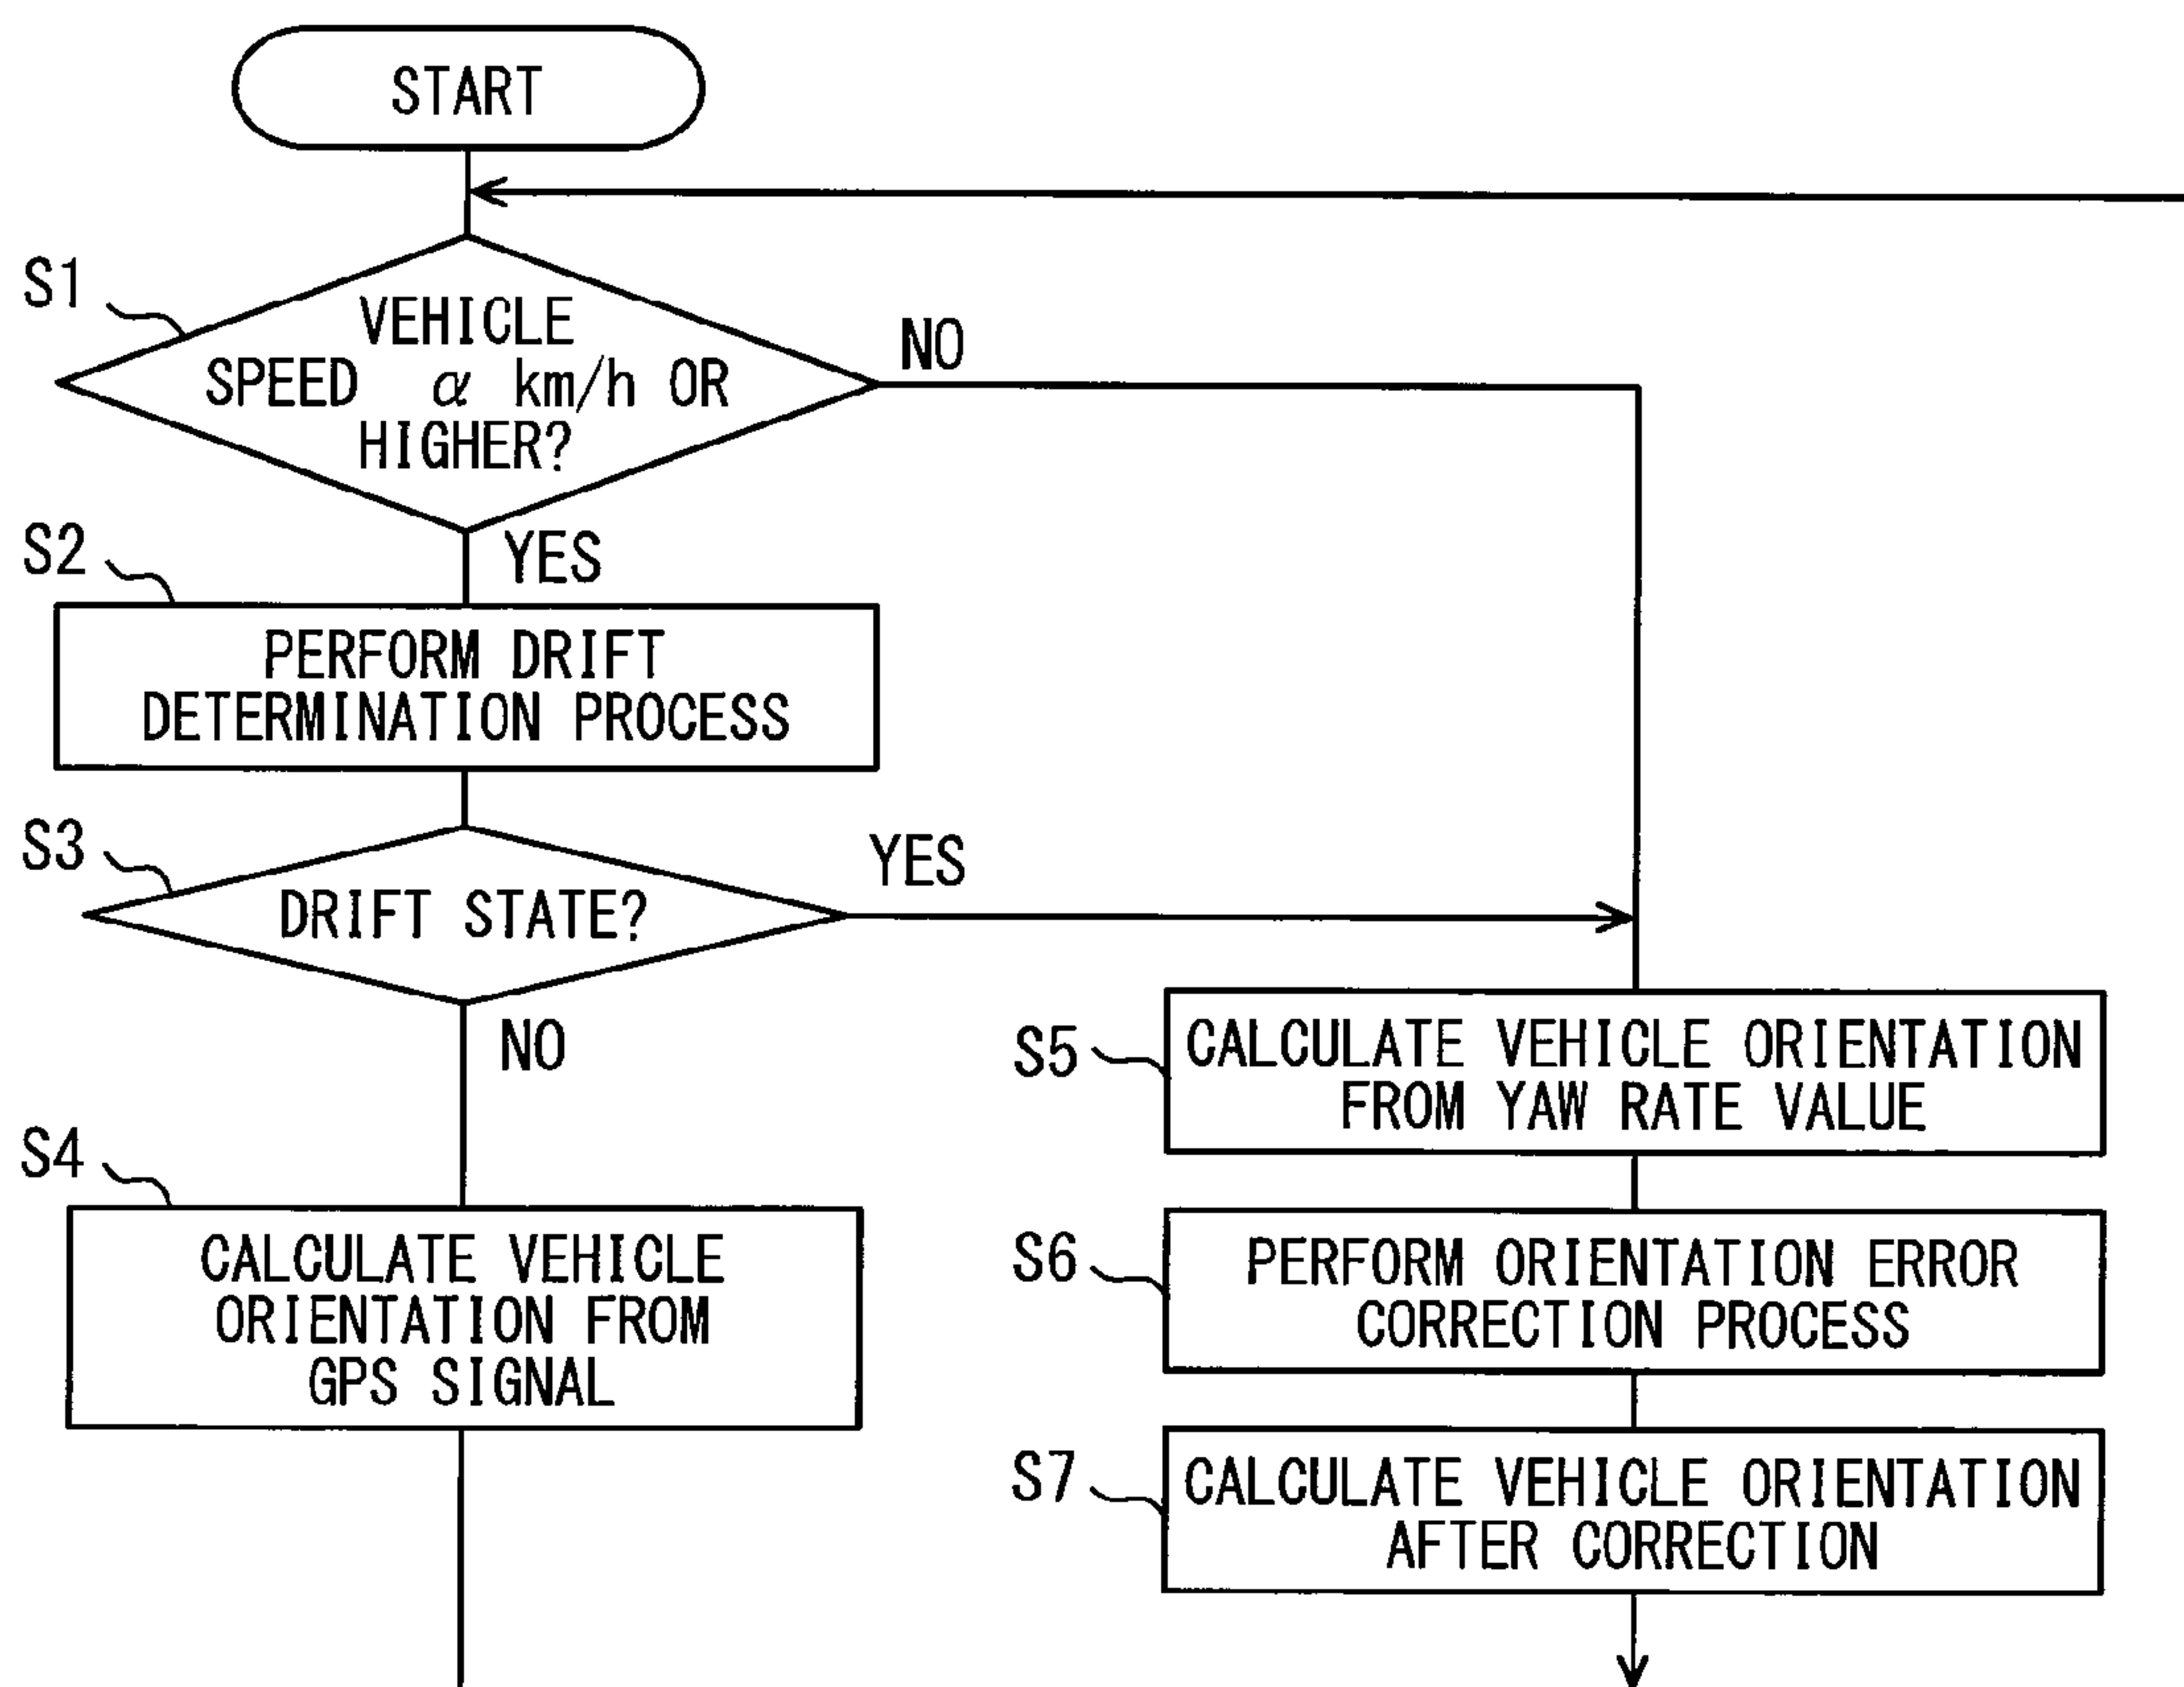 START
S1
VEHICLE
SPEED α km/h OR
HIGHER?
NO
YES
S2
PERFORM DRIFT
DETERMINATION PROCESS
S3
DRIFT STATE?
YES
NO
S4
CALCULATE VEHICLE
ORIENTATION FROM
GPS SIGNAL
S5
CALCULATE VEHICLE ORIENTATION
FROM YAW RATE VALUE
S6
PERFORM ORIENTATION ERROR
CORRECTION PROCESS
S7
CALCULATE VEHICLE ORIENTATION
AFTER CORRECTION